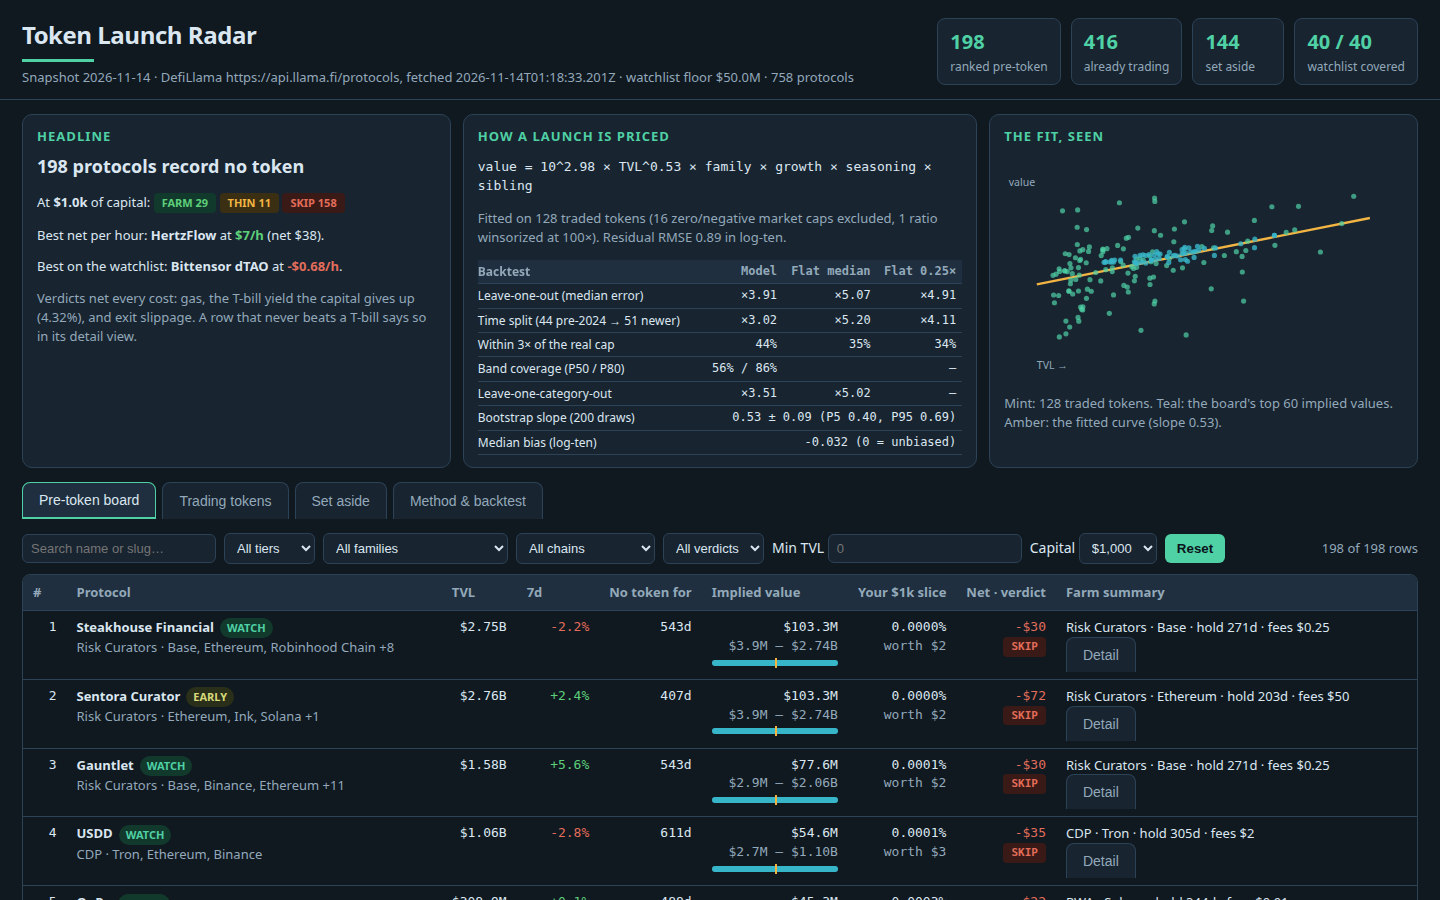 Token Launch Radar
Snapshot 2026-11-14 · DefiLlama https://api.llama.fi/protocols, fetched 2026-11-14T01:18:33.201Z · watchlist floor $50.0M · 758 protocols
198
ranked pre-token
416
already trading
144
set aside
40 / 40
watchlist covered
HEADLINE
198 protocols record no token
At $1.0k of capital: FARM 29 THIN 11 SKIP 158
Best net per hour: HertzFlow at $7/h (net $38).
Best on the watchlist: Bittensor dTAO at -$0.68/h.
Verdicts net every cost: gas, the T-bill yield the capital gives up
(4.32%), and exit slippage. A row that never beats a T-bill says so
in its detail view.
HOW A LAUNCH IS PRICED
value = 10^2.98 × TVL^0.53 × family × growth × seasoning ×
sibling
Fitted on 128 traded tokens (16 zero/negative market caps excluded, 1 ratio
winsorized at 100×). Residual RMSE 0.89 in log-ten.
Backtest Model Flat median Flat 0.25×
Leave-one-out (median error) ×3.91 ×5.07 ×4.91
Time split (44 pre-2024 → 51 newer) ×3.02 ×5.20 ×4.11
Within 3× of the real cap 44% 35% 34%
Band coverage (P50 / P80) 56% / 86% —
Leave-one-category-out ×3.51 ×5.02 —
Bootstrap slope (200 draws) 0.53 ± 0.09 (P5 0.40, P95 0.69)
Median bias (log-ten) -0.032 (0 = unbiased)
THE FIT, SEEN
value
TVL →
Mint: 128 traded tokens. Teal: the board's top 60 implied values.
Amber: the fitted curve (slope 0.53).
Pre-token board
Trading tokens
Set aside
Method & backtest
Search name or slug… All tiers All families All chains All verdicts Min TVL 0 Capital $1,000 Reset 198 of 198 rows
# Protocol TVL 7d No token for Implied value Your $1k slice Net · verdict Farm summary
1 Steakhouse Financial WATCH $2.75B -2.2% 543d $103.3M 0.0000% -$30 Risk Curators · Base · hold 271d · fees $0.25
Risk Curators · Base, Ethereum, Robinhood Chain +8 $3.9M — $2.74B worth $2 SKIP Detail
2 Sentora Curator EARLY $2.76B +2.4% 407d $103.3M 0.0000% -$72 Risk Curators · Ethereum · hold 203d · fees $50
Risk Curators · Ethereum, Ink, Solana +1 $3.9M — $2.74B worth $2 SKIP Detail
3 Gauntlet WATCH $1.58B +5.6% 543d $77.6M 0.0001% -$30 Risk Curators · Base · hold 271d · fees $0.25
Risk Curators · Base, Binance, Ethereum +11 $2.9M — $2.06B worth $2 SKIP Detail
4 USDD WATCH $1.06B -2.8% 611d $54.6M 0.0001% -$35 CDP · Tron · hold 305d · fees $2
CDP · Tron, Ethereum, Binance $2.7M — $1.10B worth $3 SKIP Detail